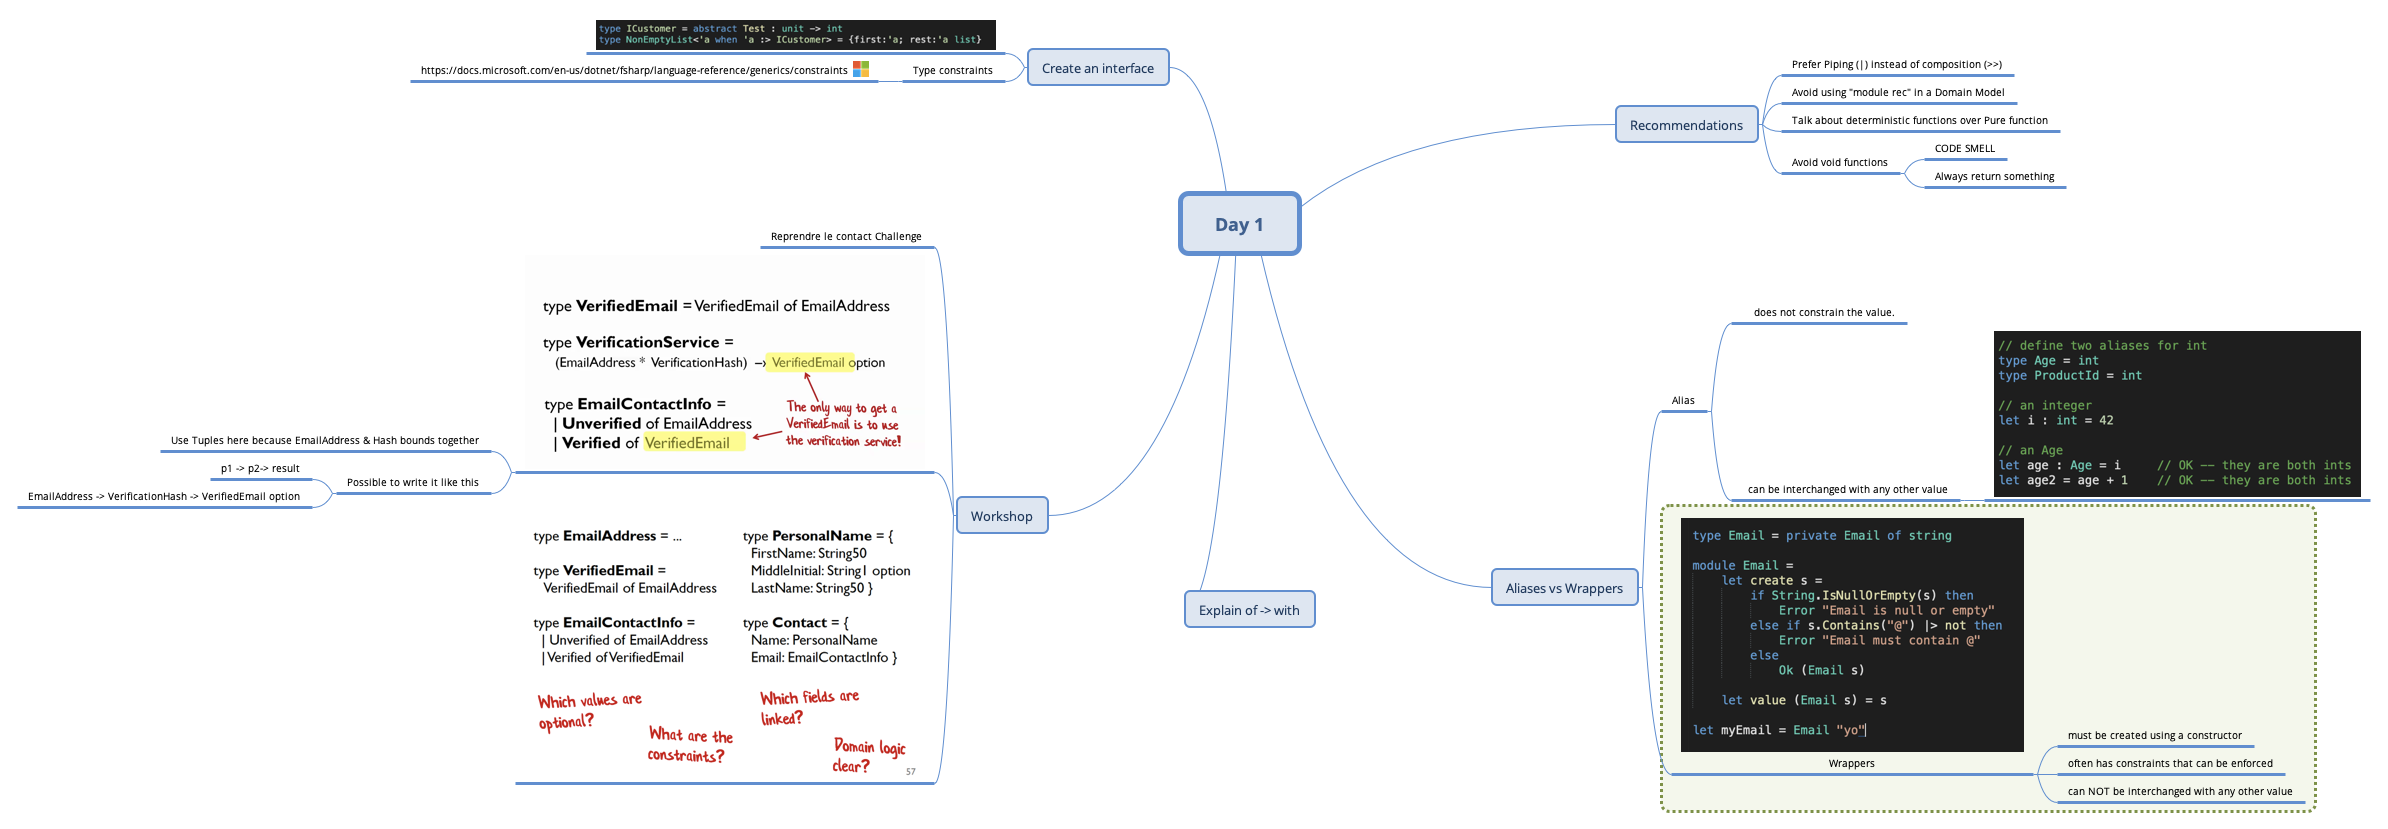 Day 1
Create an interface
type ICustomer = abstract Test : unit -> int
type NonEmptyList<'a when 'a :> ICustomer> = {first:'a; rest:'a list}
Type constraints
https://docs.microsoft.com/en-us/dotnet/fsharp/language-reference/generics/constraints
Recommendations
Prefer Piping (|) instead of composition (>>)
Avoid using "module rec" in a Domain Model
Talk about deterministic functions over Pure function
Avoid void functions
CODE SMELL
Always return something
Workshop
Reprendre le contact Challenge
type VerifiedEmail = VerifiedEmail of EmailAddress
type VerificationService =
(EmailAddress * VerificationHash) –> VerifiedEmail option
type EmailContactInfo =
| Unverified of EmailAddress
| Verified of VerifiedEmail
The only way to get a
VerifiedEmail is to use
the verification service!
Use Tuples here because EmailAddress & Hash bounds together
Possible to write it like this
p1 -> p2-> result
EmailAddress -> VerificationHash -> VerifiedEmail option
type EmailAddress = ...
type VerifiedEmail =
VerifiedEmail of EmailAddress
type EmailContactInfo =
| Unverified of EmailAddress
| Verified of VerifiedEmail
type PersonalName = {
FirstName: String50
MiddleInitial: String1 option
LastName: String50 }
type Contact = {
Name: PersonalName
Email: EmailContactInfo }
Which values are
optional?
What are the
constraints?
Which fields are
linked?
Domain logic
clear?
57
Explain of -> with
Aliases vs Wrappers
Alias
does not constrain the value.
can be interchanged with any other value
// define two aliases for int
type Age = int
type ProductId = int
// an integer
let i : int = 42
// an Age
let age : Age = i // OK -- they are both ints
let age2 = age + 1 // OK -- they are both ints
type Email = private Email of string
module Email =
let create s =
if String.IsNullOrEmpty(s) then
Error "Email is null or empty"
else if s.Contains("@") |> not then
Error "Email must contain @"
else
Ok (Email s)
let value (Email s) = s
let myEmail = Email "yo"
Wrappers
must be created using a constructor
often has constraints that can be enforced
can NOT be interchanged with any other value